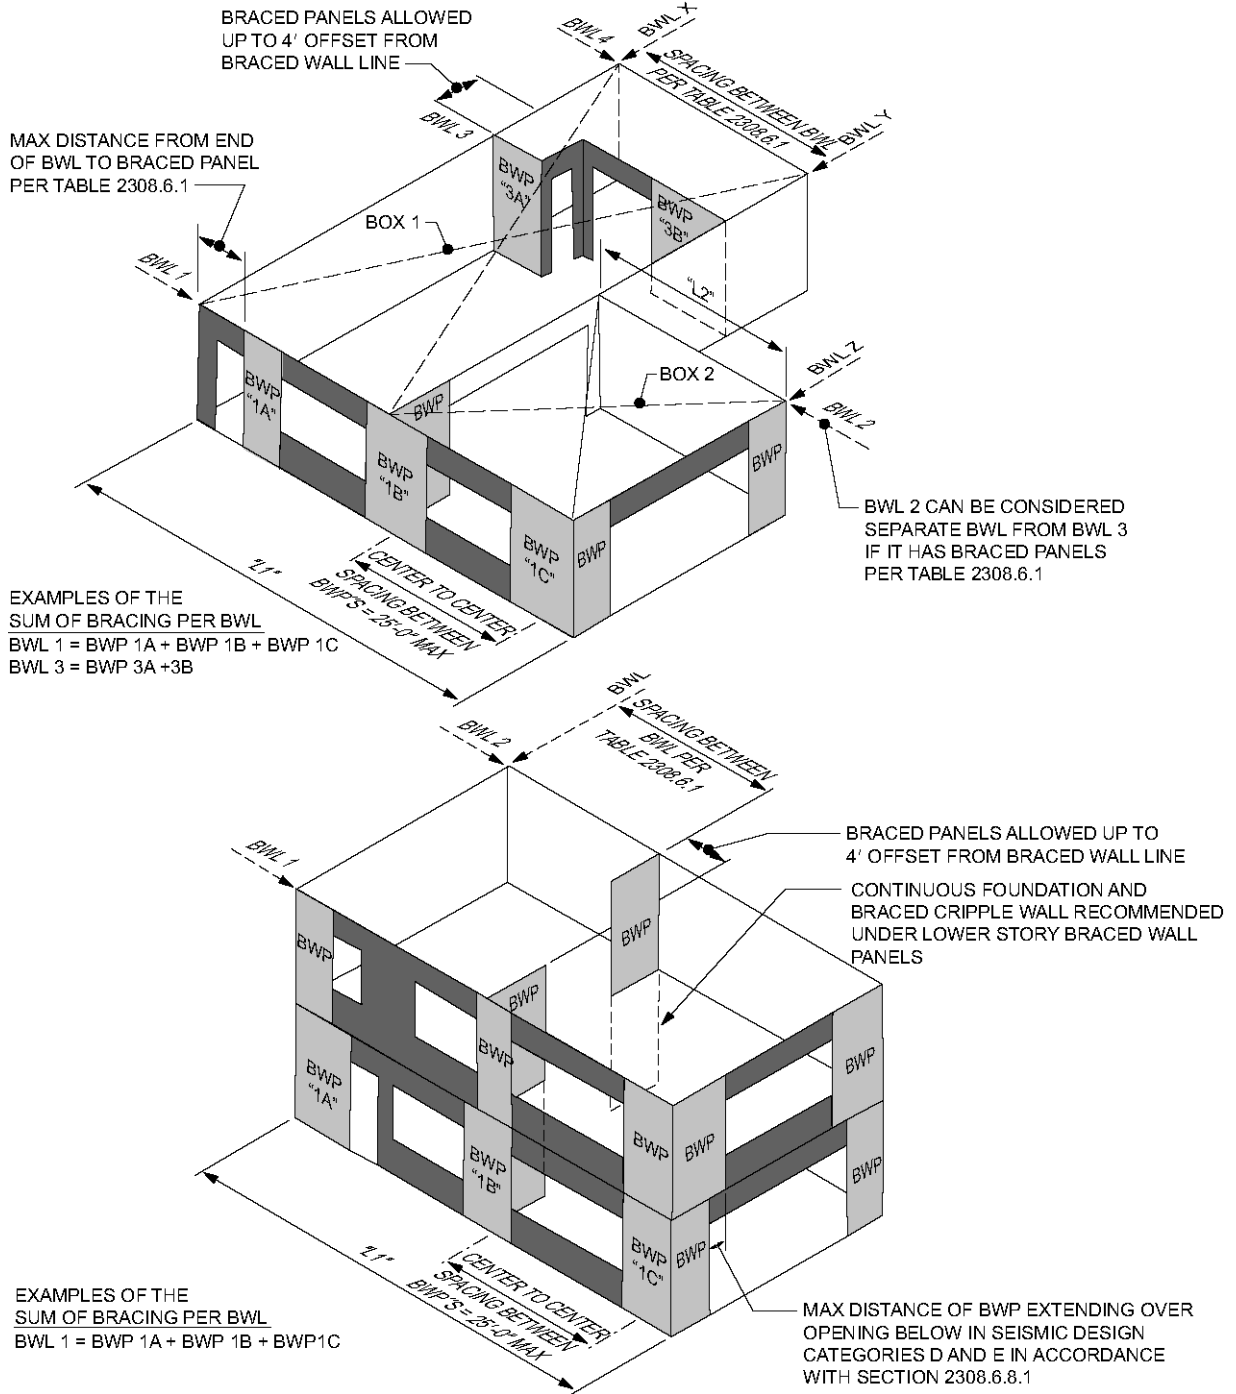 BRACED PANELS ALLOWED
UP TO 4' OFFSET FROM
BRACED WALL LINE
BWL 4
BWL X
SPACING BETWEEN BWL
PER TABLE 2308.6.1
BWL Y
BWL 3
MAX DISTANCE FROM END
OF BWL TO BRACED PANEL
PER TABLE 2308.6.1
BWP
"3A"
BWP
"3B"
BOX 1
BWL 1
"L2"
BWL Z
BOX 2
BWL 2
BWP
"1A"
BWP
BWP
"1B"
BWP
BWP
"1C"
BWP
BWL 2 CAN BE CONSIDERED
SEPARATE BWL FROM BWL 3
IF IT HAS BRACED PANELS
PER TABLE 2308.6.1
"L1"
CENTER TO CENTER
SPACING BETWEEN
BWP'S = 25'-0" MAX
EXAMPLES OF THE
SUM OF BRACING PER BWL
BWL 1 = BWP 1A + BWP 1B + BWP 1C
BWL 3 = BWP 3A +3B
BWL
BWL 2
SPACING BETWEEN
BWL PER
TABLE 2308.6.1
BWL 1
BRACED PANELS ALLOWED UP TO
4' OFFSET FROM BRACED WALL LINE
CONTINUOUS FOUNDATION AND
BRACED CRIPPLE WALL RECOMMENDED
UNDER LOWER STORY BRACED WALL
PANELS
BWP
BWP
BWP
BWP
BWP
BWP
"1A"
BWP
BWP
BWP
"1B"
BWP
BWP
"1C"
BWP
"L1"
CENTER TO CENTER
SPACING BETWEEN
BWP'S = 25'-0" MAX
EXAMPLES OF THE
SUM OF BRACING PER BWL
BWL 1 = BWP 1A + BWP 1B + BWP1C
MAX DISTANCE OF BWP EXTENDING OVER
OPENING BELOW IN SEISMIC DESIGN
CATEGORIES D AND E IN ACCORDANCE
WITH SECTION 2308.6.8.1